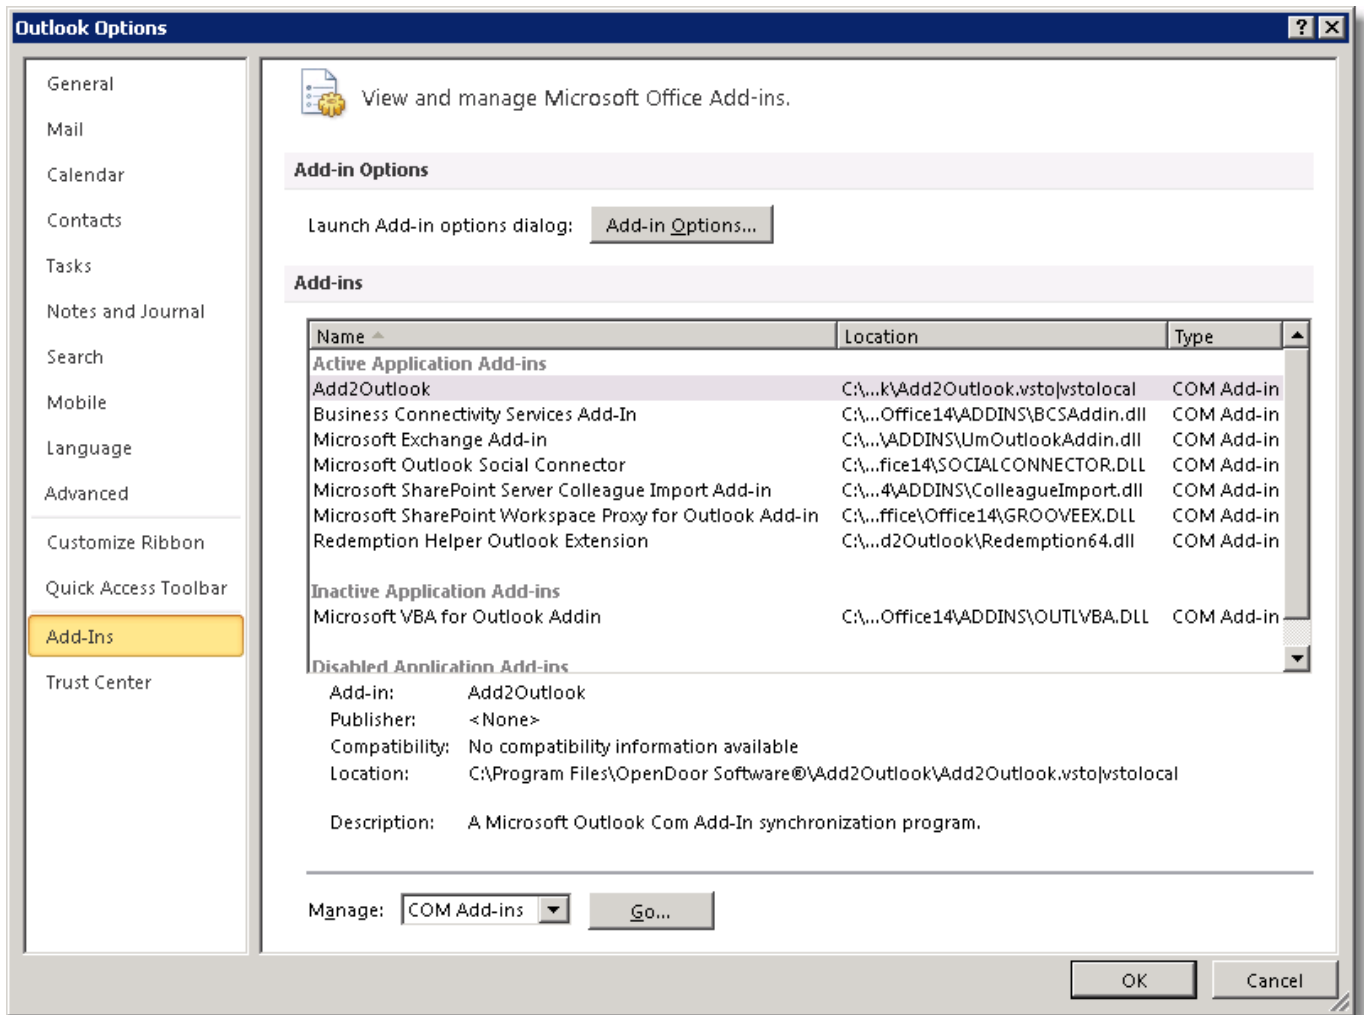 Outlook Options
General
Mail
Calendar
Contacts
Tasks
Notes and Journal
Search
Mobile
Language
Advanced
Customize Ribbon
Quick Access Toolbar
Add-Ins
Trust Center
View and manage Microsoft Office Add-ins.
Add-in Options
Launch Add-in options dialog: Add-in Options...
Add-ins
Name Location Type
Active Application Add-ins
Add2Outlook C:\...k\Add2Outlook.vsto|vstolocal COM Add-in
Business Connectivity Services Add-In C:\...Office14\ADDINS\BCSAddin.dll COM Add-in
Microsoft Exchange Add-in C:\...\ADDINS\UmOutlookAddin.dll COM Add-in
Microsoft Outlook Social Connector C:\...fice14\SOCIALCONNECTOR.DLL COM Add-in
Microsoft SharePoint Server Colleague Import Add-in C:\...4\ADDINS\ColleagueImport.dll COM Add-in
Microsoft SharePoint Workspace Proxy for Outlook Add-in C:\...ffice\Office14\GROOVEEX.DLL COM Add-in
Redemption Helper Outlook Extension C:\...d2Outlook\Redemption64.dll COM Add-in
Inactive Application Add-ins
Microsoft VBA for Outlook Addin C:\...Office14\ADDINS\OUTLVBA.DLL COM Add-in
Disabled Application Add-ins
Add-in: Add2Outlook
Publisher: <None>
Compatibility: No compatibility information available
Location: C:\Program Files\OpenDoor Software®\Add2Outlook\Add2Outlook.vsto|vstolocal
Description: A Microsoft Outlook Com Add-In synchronization program.
Manage: COM Add-ins Go...
OK Cancel